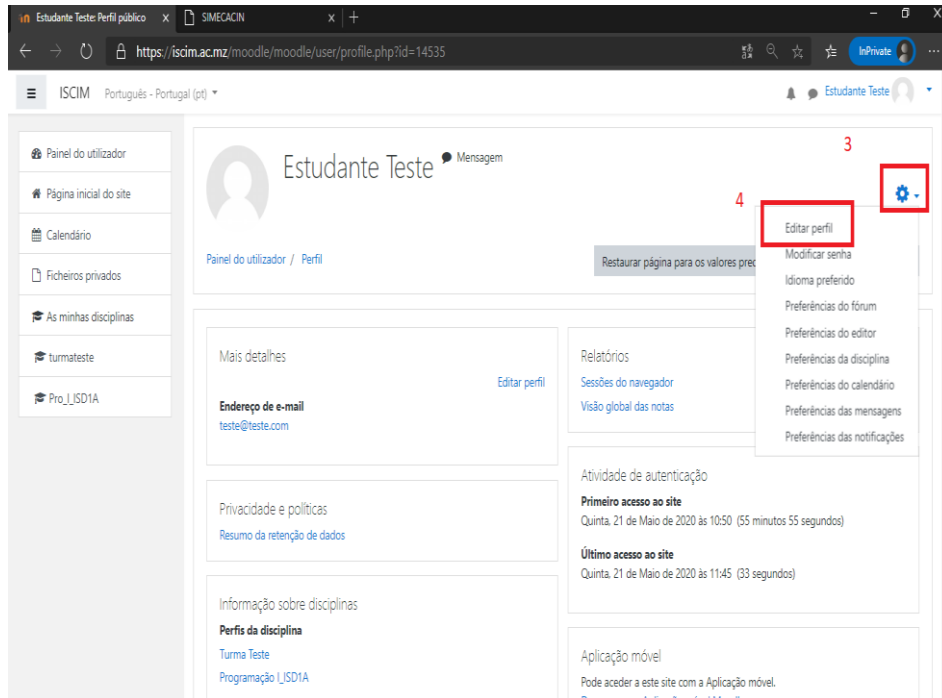 Estudante Teste: Perfil público X
SIMECACIN X
https://iscim.ac.mz/moodle/moodle/user/profile.php?id=14535
InPrivate
ISCIM Português - Portugal (pt)
Estudante Teste
Painel do utilizador
Página inicial do site
Calendário
Ficheiros privados
As minhas disciplinas
turmateste
Pro_I_ISD1A
Estudante Teste
Mensagem
3
4
Painel do utilizador / Perfil
Restaurar página para os valores prec
Editar perfil
Modificar senha
Idioma preferido
Preferências do fórum
Preferências do editor
Preferências da disciplina
Preferências do calendário
Preferências das mensagens
Preferências das notificações
Mais detalhes
Editar perfil
Endereço de e-mail
teste@teste.com
Privacidade e políticas
Resumo da retenção de dados
Informação sobre disciplinas
Perfis da disciplina
Turma Teste
Programação I_ISD1A
Relatórios
Sessões do navegador
Visão global das notas
Atividade de autenticação
Primeiro acesso ao site
Quinta, 21 de Maio de 2020 às 10:50 (55 minutos 55 segundos)
Último acesso ao site
Quinta, 21 de Maio de 2020 às 11:45 (33 segundos)
Aplicação móvel
Pode aceder a este site com a Aplicação móvel.